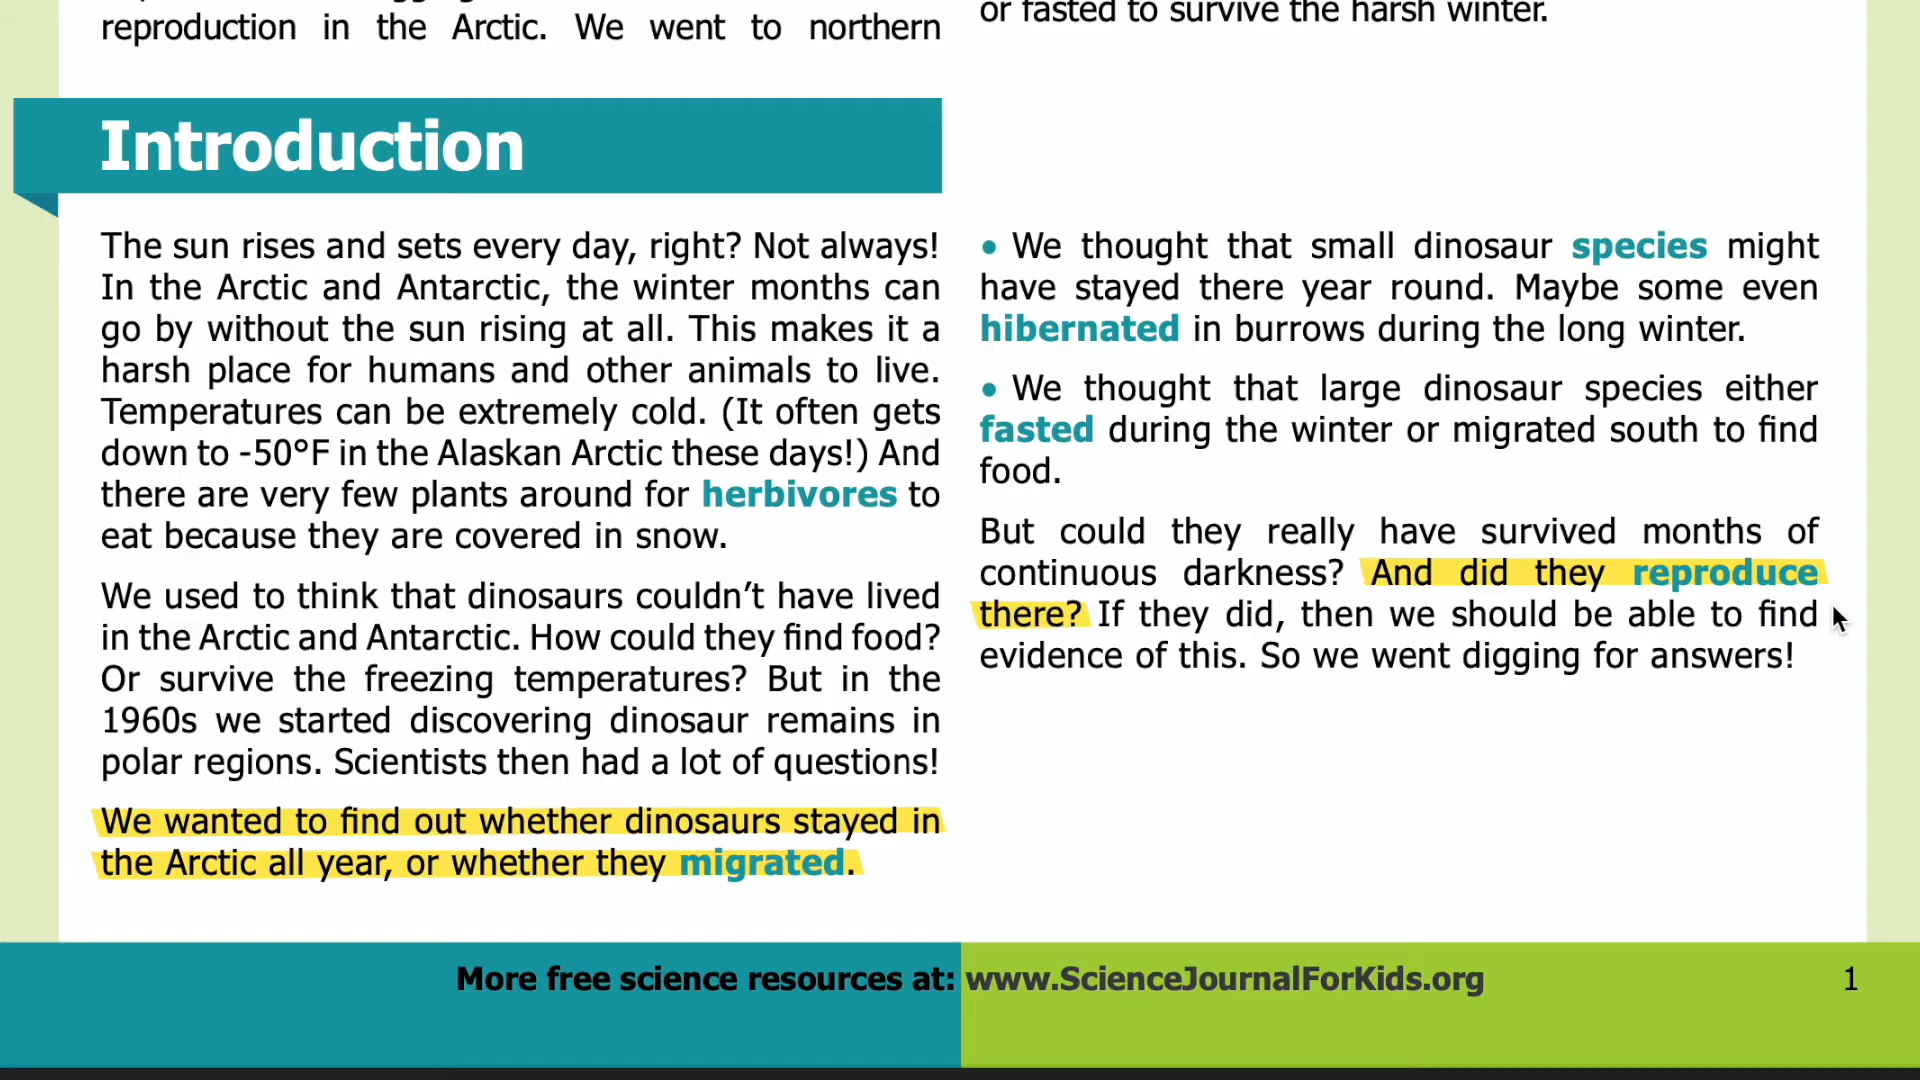 reproduction in the Arctic. We went to northern
or fasted to survive the harsh winter.
Introduction
The sun rises and sets every day, right? Not always!
In the Arctic and Antarctic, the winter months can
go by without the sun rising at all. This makes it a
harsh place for humans and other animals to live.
Temperatures can be extremely cold. (It often gets
down to -50°F in the Alaskan Arctic these days!) And
there are very few plants around for herbivores to
eat because they are covered in snow.
We used to think that dinosaurs couldn’t have lived
in the Arctic and Antarctic. How could they find food?
Or survive the freezing temperatures? But in the
1960s we started discovering dinosaur remains in
polar regions. Scientists then had a lot of questions!
We wanted to find out whether dinosaurs stayed in
the Arctic all year, or whether they migrated.
• We thought that small dinosaur species might
have stayed there year round. Maybe some even
hibernated in burrows during the long winter.
• We thought that large dinosaur species either
fasted during the winter or migrated south to find
food.
But could they really have survived months of
continuous darkness? And did they reproduce
there? If they did, then we should be able to find
evidence of this. So we went digging for answers!
More free science resources at: www.ScienceJournalForKids.org
1